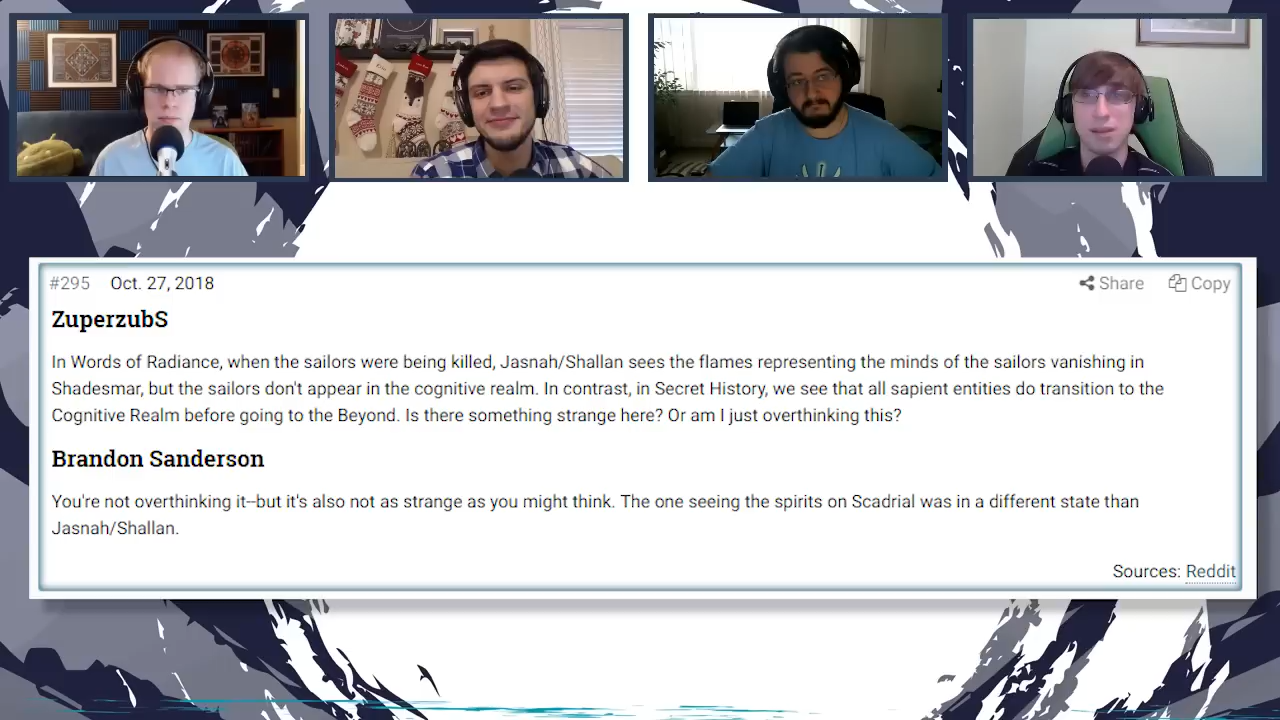 #295 Oct. 27, 2018 Share Copy
ZuperzubS
In Words of Radiance, when the sailors were being killed, Jasnah/Shallan sees the flames representing the minds of the sailors vanishing in
Shadesmar, but the sailors don't appear in the cognitive realm. In contrast, in Secret History, we see that all sapient entities do transition to the
Cognitive Realm before going to the Beyond. Is there something strange here? Or am I just overthinking this?
Brandon Sanderson
You're not overthinking it--but it's also not as strange as you might think. The one seeing the spirits on Scadrial was in a different state than
Jasnah/Shallan.
Sources: Reddit